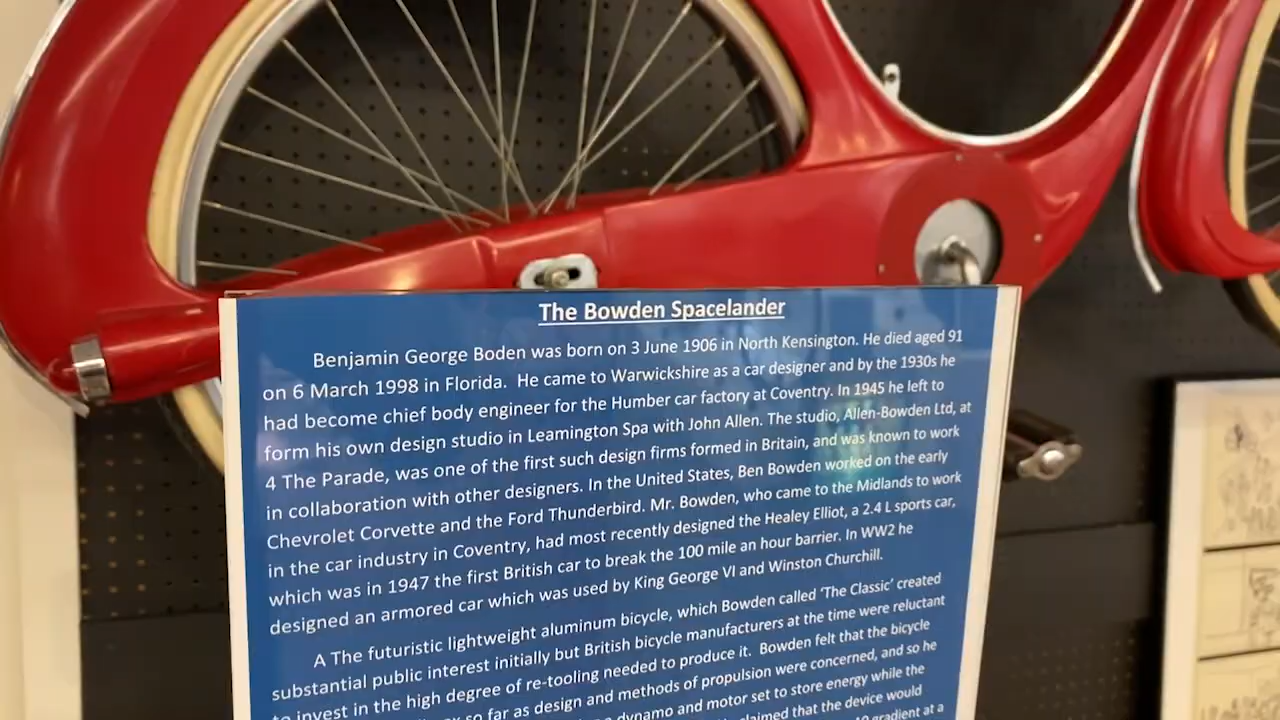 The Bowden Spacelander
Benjamin George Boden was born on 3 June 1906 in North Kensington. He died aged 91
on 6 March 1998 in Florida. He came to Warwickshire as a car designer and by the 1930s he
had become chief body engineer for the Humber car factory at Coventry. In 1945 he left to
form his own design studio in Leamington Spa with John Allen. The studio, Allen-Bowden Ltd, at
4 The Parade, was one of the first such design firms formed in Britain, and was known to work
in collaboration with other designers. In the United States, Ben Bowden worked on the early
Chevrolet Corvette and the Ford Thunderbird. Mr. Bowden, who came to the Midlands to work
in the car industry in Coventry, had most recently designed the Healey Elliot, a 2.4 L sports car,
which was in 1947 the first British car to break the 100 mile an hour barrier. In WW2 he
designed an armored car which was used by King George VI and Winston Churchill.
A The futuristic lightweight aluminum bicycle, which Bowden called 'The Classic' created
substantial public interest initially but British bicycle manufacturers at the time were reluctant
to invest in the high degree of re-tooling needed to produce it. Bowden felt that the bicycle
so far as design and methods of propulsion were concerned, and so he
dynamo and motor set to store energy while the
claimed that the device would
gradient at a